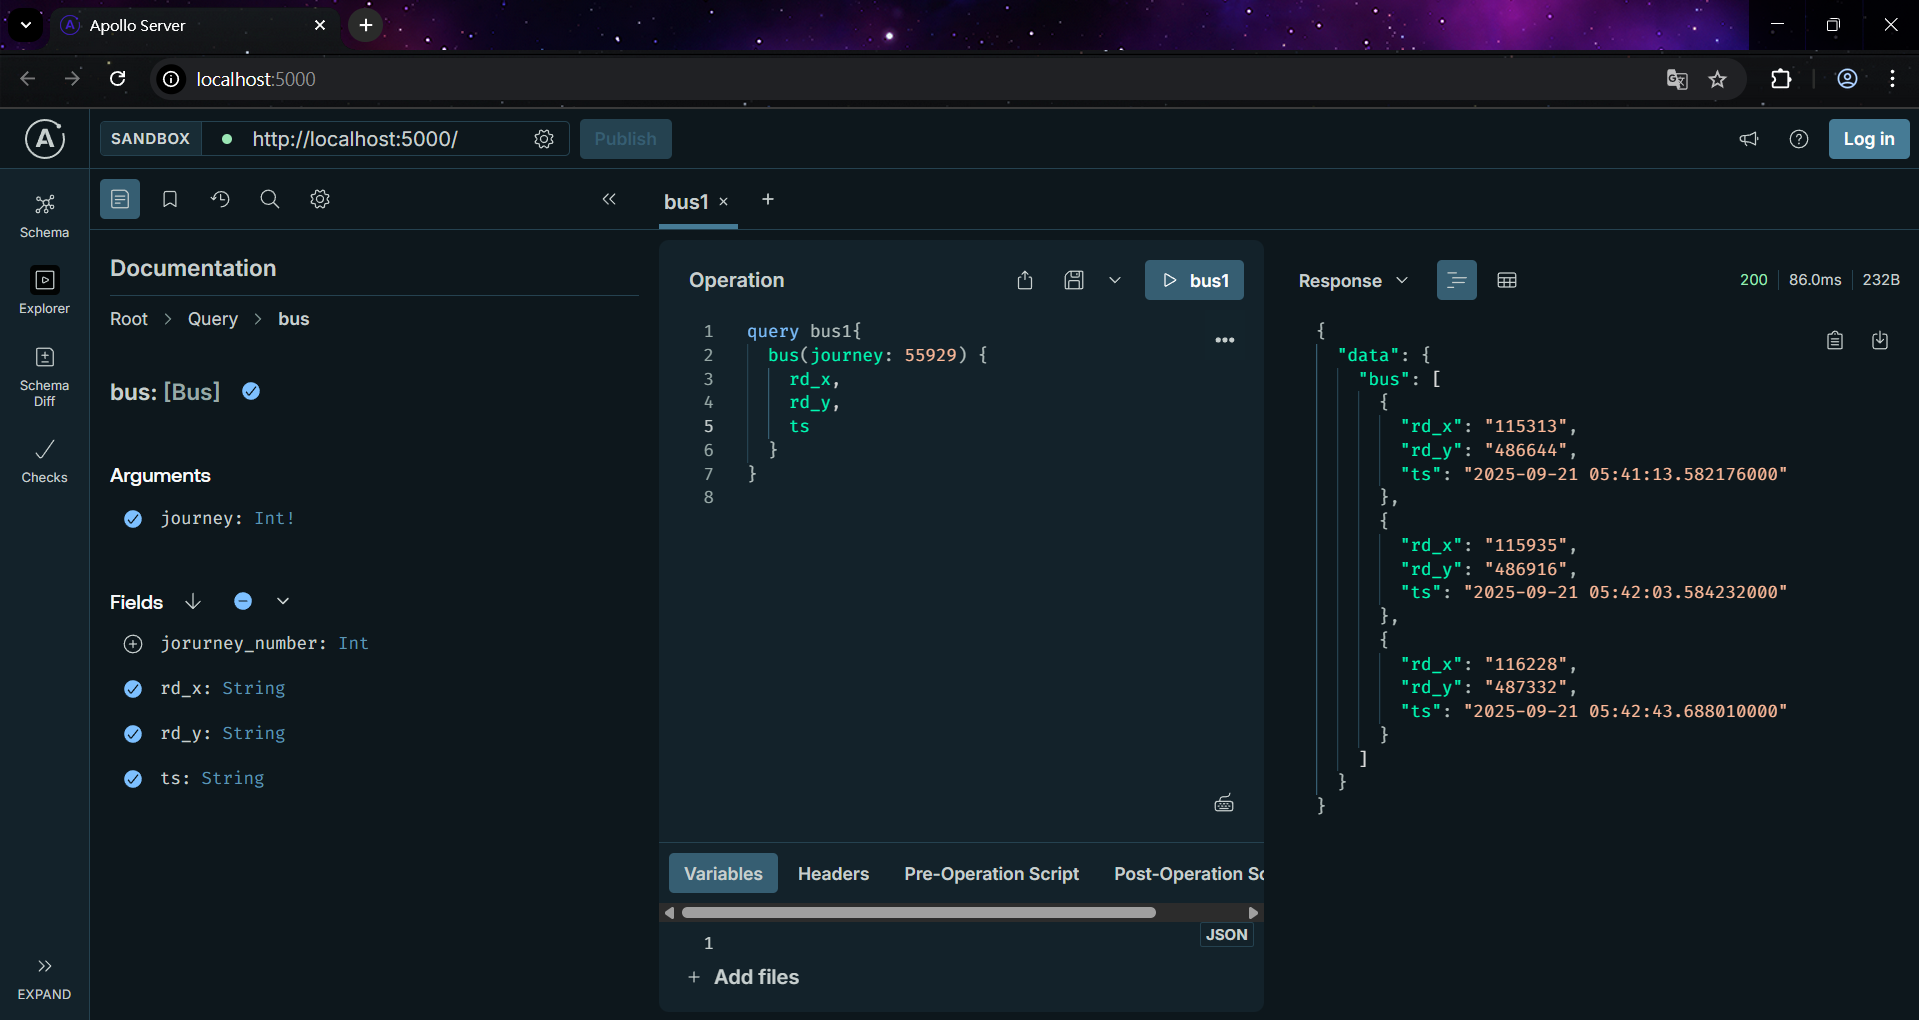 Apollo Server
localhost:5000
SANDBOX http://localhost:5000/ Publish Log in
bus1
Schema
Explorer
Schema
Diff
Checks
EXPAND
Documentation
Root > Query > bus
bus: [Bus]
Arguments
journey: Int!
Fields
jorurney_number: Int
rd_x: String
rd_y: String
ts: String
Operation bus1
1 query bus1{
2 bus(journey: 55929) {
3 rd_x,
4 rd_y,
5 ts
6 }
7 }
8
Variables Headers Pre-Operation Script Post-Operation Sc
JSON
1
+ Add files
Response 200 86.0ms 232B
{
"data": {
"bus": [
{
"rd_x": "115313",
"rd_y": "486644",
"ts": "2025-09-21 05:41:13.582176000"
},
{
"rd_x": "115935",
"rd_y": "486916",
"ts": "2025-09-21 05:42:03.584232000"
},
{
"rd_x": "116228",
"rd_y": "487332",
"ts": "2025-09-21 05:42:43.688010000"
}
]
}
}